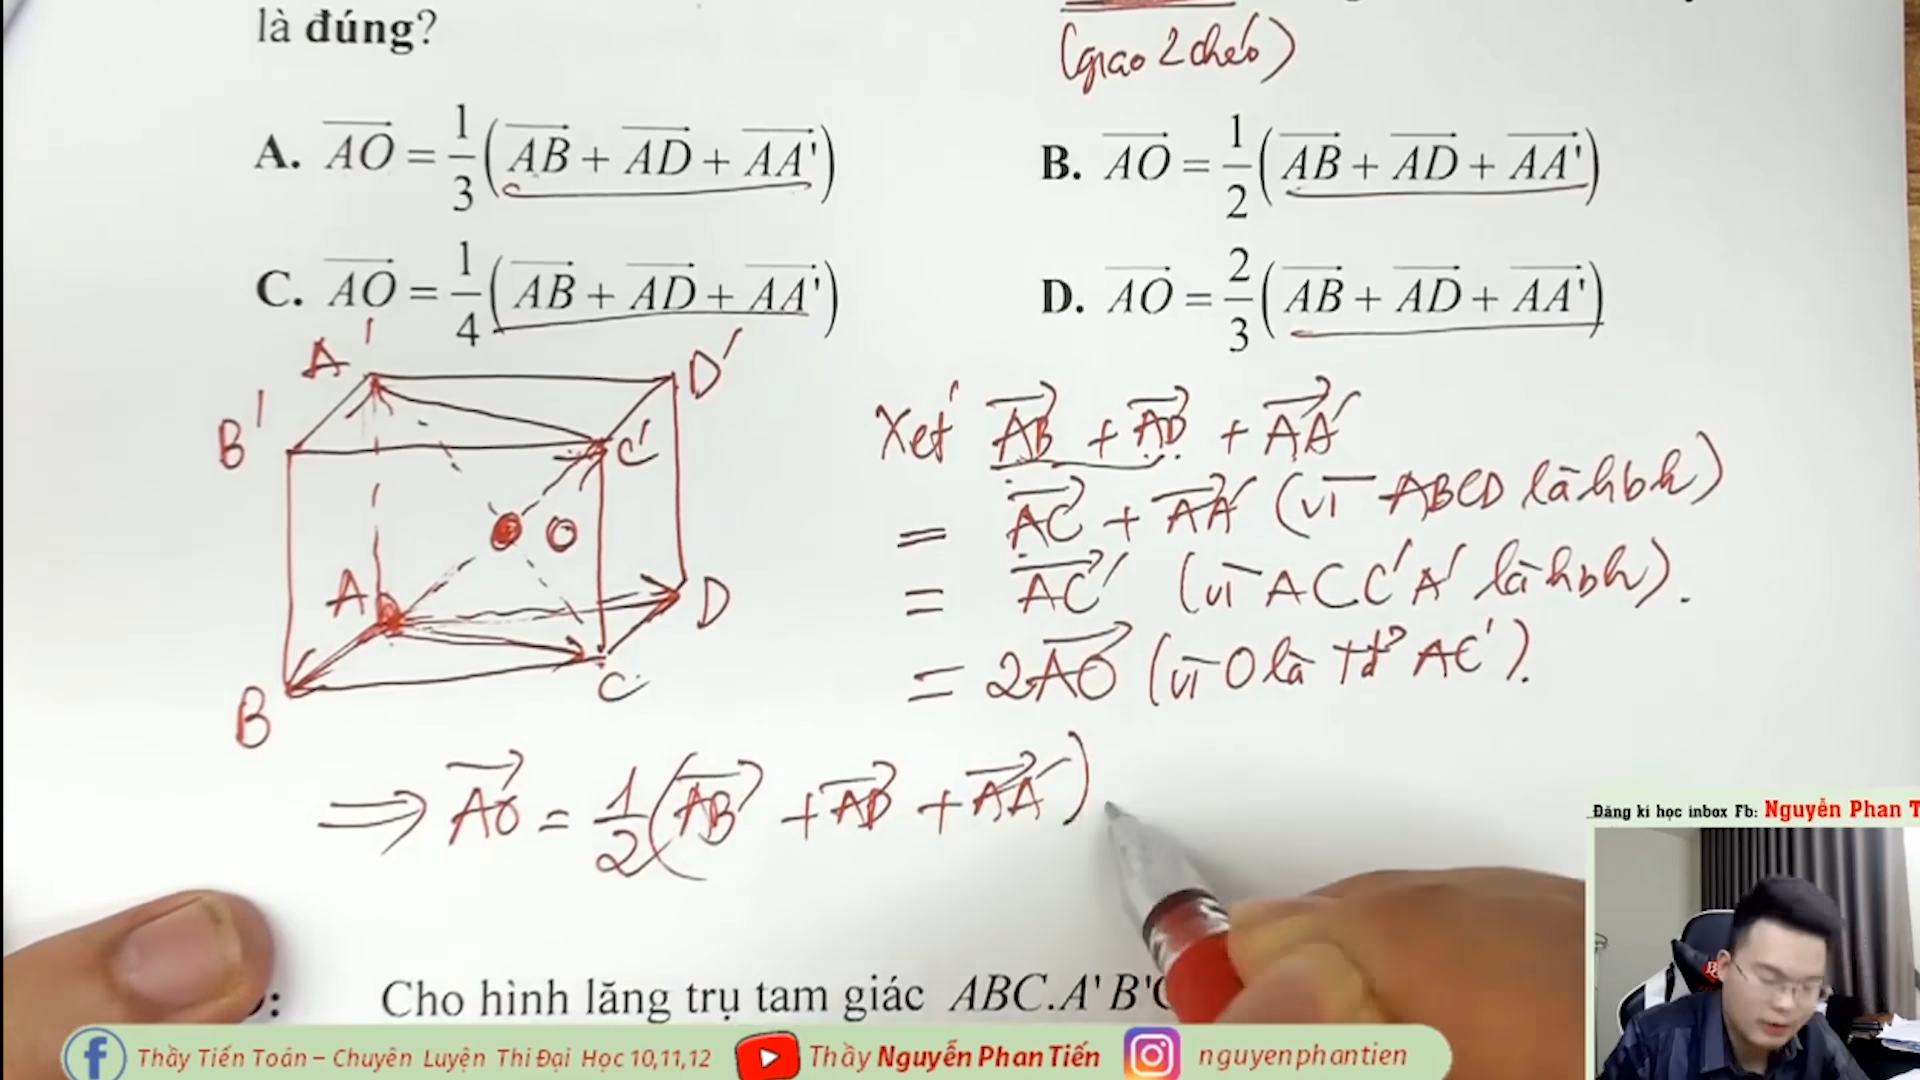 là đúng?
(giao 2 chéo)
A. \overrightarrow{AO} = \frac{1}{3}(\overrightarrow{AB} + \overrightarrow{AD} + \overrightarrow{AA'})
B. \overrightarrow{AO} = \frac{1}{2}(\overrightarrow{AB} + \overrightarrow{AD} + \overrightarrow{AA'})
C. \overrightarrow{AO} = \frac{1}{4}(\overrightarrow{AB} + \overrightarrow{AD} + \overrightarrow{AA'})
D. \overrightarrow{AO} = \frac{2}{3}(\overrightarrow{AB} + \overrightarrow{AD} + \overrightarrow{AA'})
A'
D'
B'
C'
O
A
D
C
B
Xét \overrightarrow{AB} + \overrightarrow{AD} + \overrightarrow{AA'}
= \overrightarrow{AC} + \overrightarrow{AA'} (vì ABCD là hbh)
= \overrightarrow{AC'} (vì ACC'A' là hbh).
= 2\overrightarrow{AO} (vì O là Tđ AC').
⇒ \overrightarrow{AO} = \frac{1}{2}(\overrightarrow{AB} + \overrightarrow{AD} + \overrightarrow{AA'})
Đăng kí học inbox Fb: Nguyễn Phan T
: Cho hình lăng trụ tam giác ABC.A'B'
Thầy Tiến Toán – Chuyên Luyện Thi Đại Học 10,11,12
Thầy Nguyễn Phan Tiến
nguyenphantien